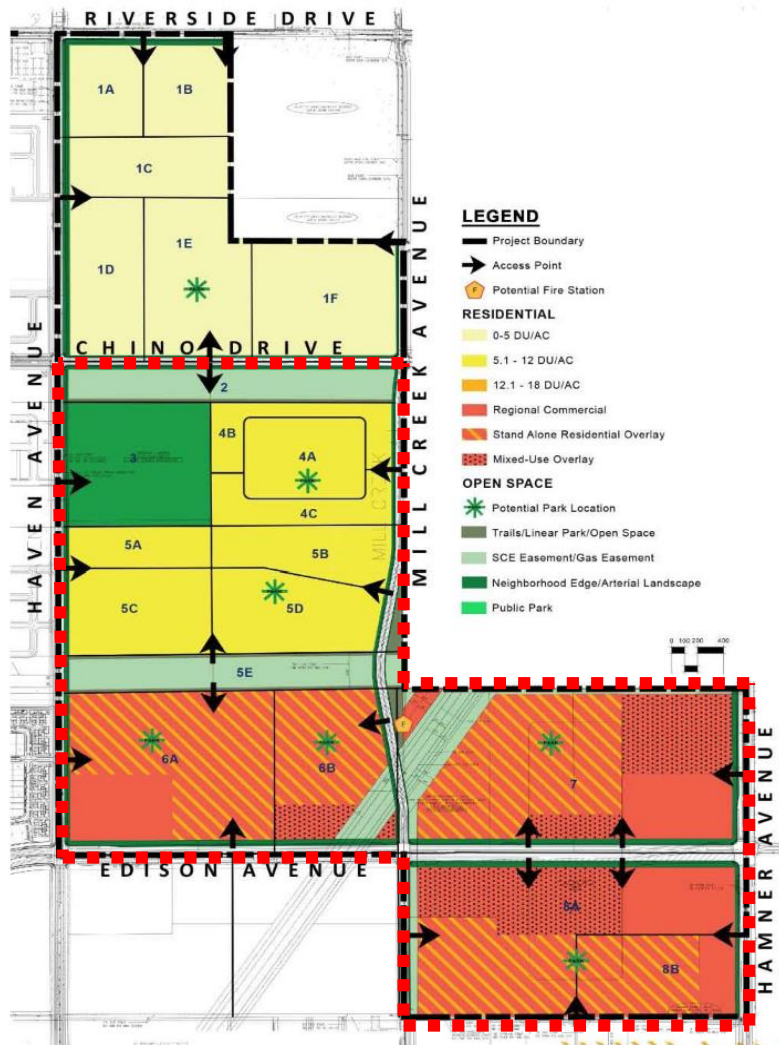 RIVERSIDE DRIVE
1A
1B
1C
1D
1E
1F
CHINO DRIVE
HAVEN AVENUE
MILL CREEK AVENUE
2
3
4B
4A
4C
MILL CREEK
5A
5B
5C
5D
5E
6A
6B
F
7
EDISON AVENUE
HAMNER AVENUE
8A
8B
LEGEND
Project Boundary
Access Point
F Potential Fire Station
RESIDENTIAL
0-5 DU/AC
5.1 - 12 DU/AC
12.1 - 18 DU/AC
Regional Commercial
Stand Alone Residential Overlay
Mixed-Use Overlay
OPEN SPACE
Potential Park Location
Trails/Linear Park/Open Space
SCE Easement/Gas Easement
Neighborhood Edge/Arterial Landscape
Public Park
0 100 200 400